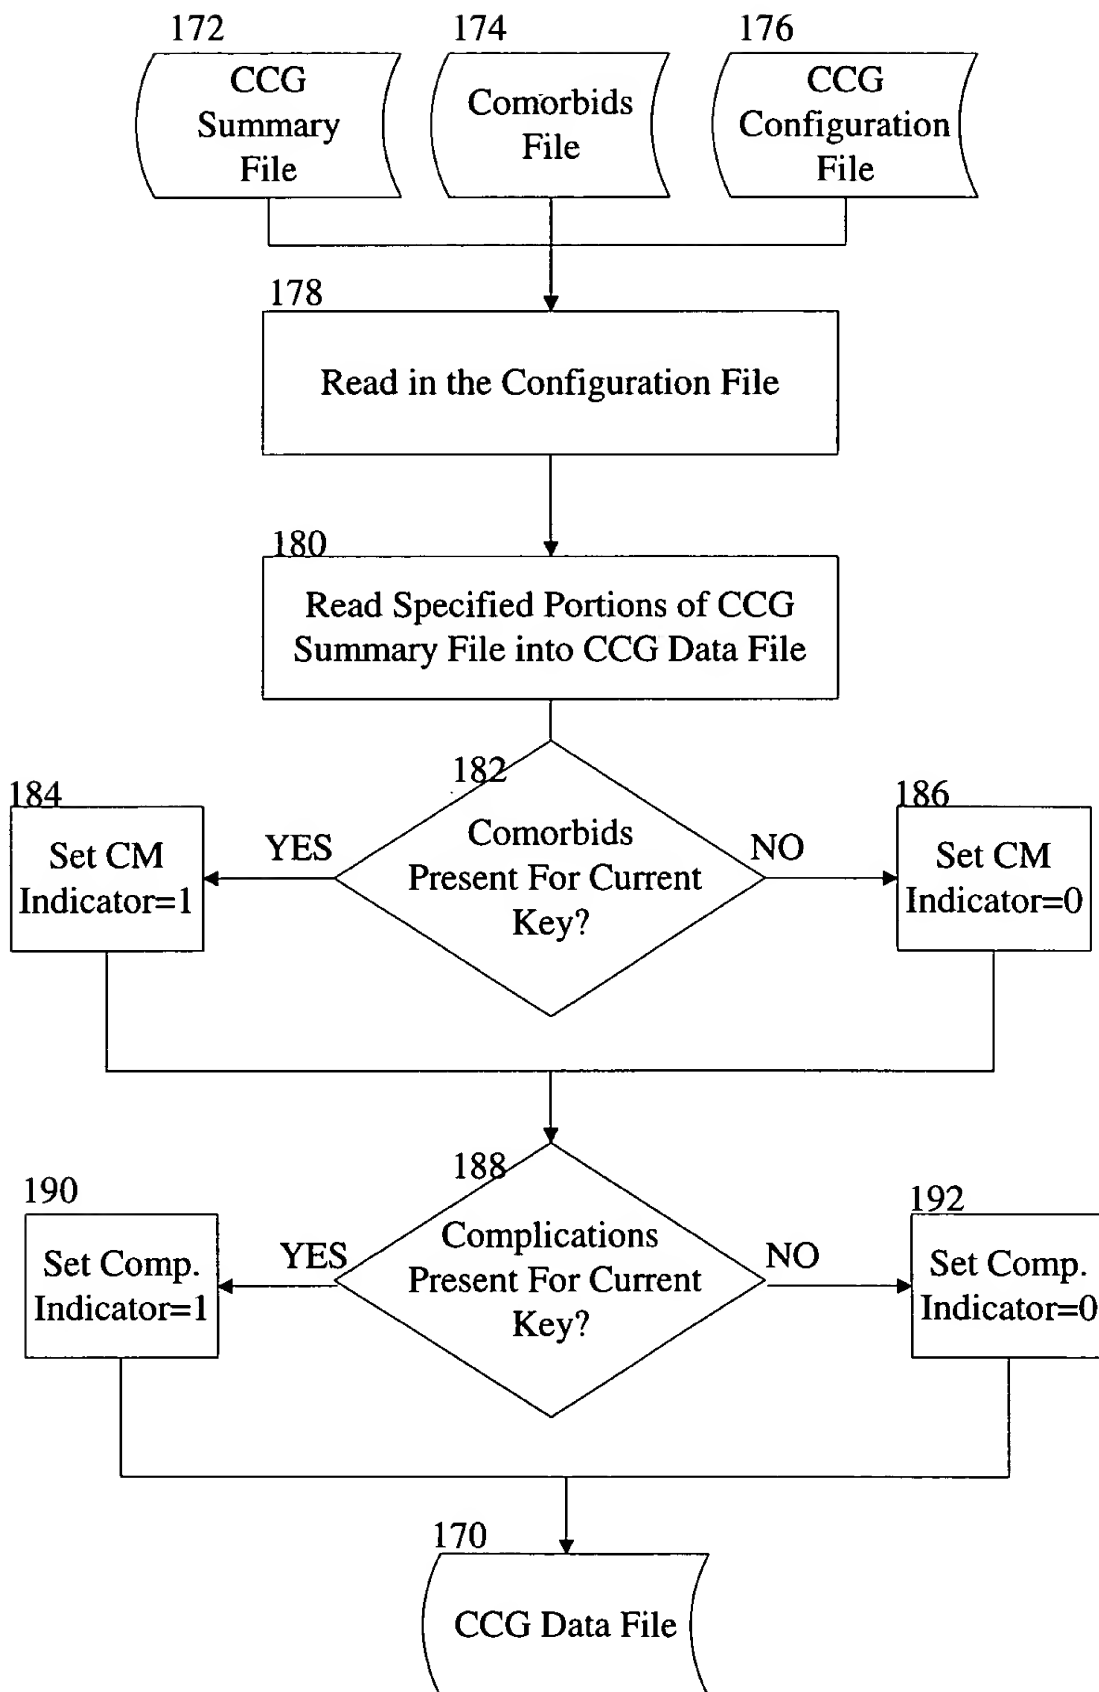 172
174
176
CCG
Summary
File
Comorbids
File
CCG
Configuration
File
178
Read in the Configuration File
180
Read Specified Portions of CCG
Summary File into CCG Data File
182
Comorbids
Present For Current
Key?
184
YES
NO
186
Set CM
Indicator=1
Set CM
Indicator=0
188
Complications
Present For Current
Key?
190
YES
NO
192
Set Comp.
Indicator=1
Set Comp.
Indicator=0
170
CCG Data File